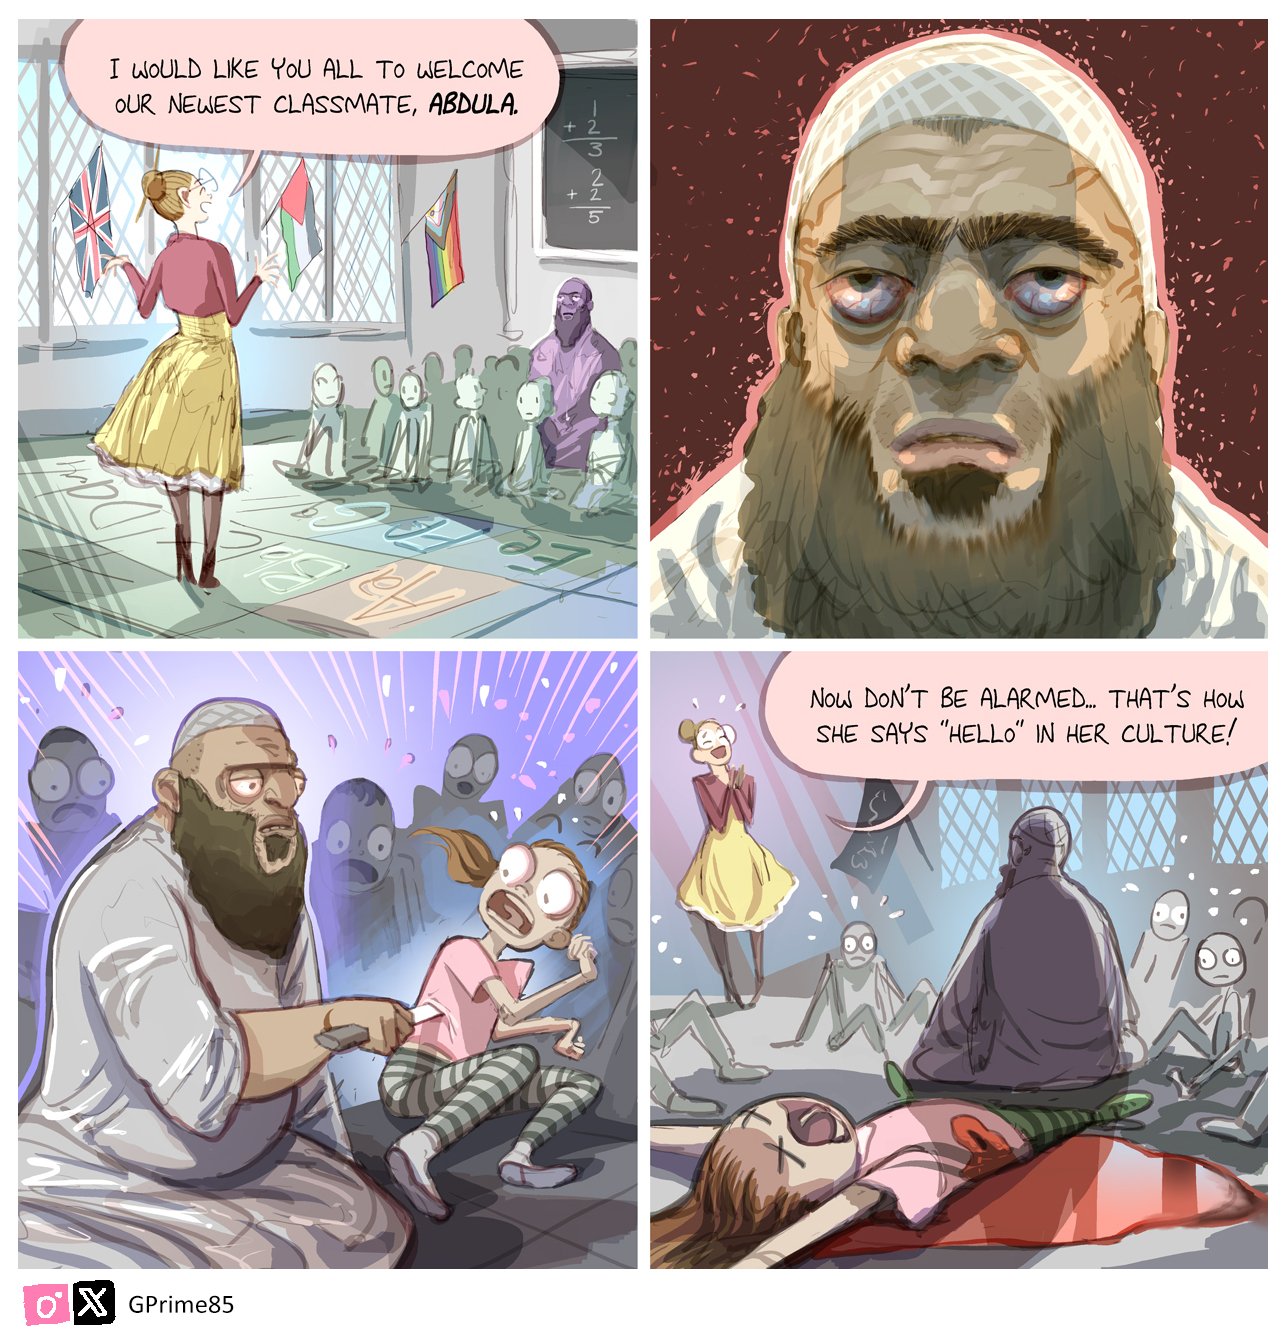 I WOULD LIKE YOU ALL TO WELCOME
OUR NEWEST CLASSMATE, ABDULA.
1
+ 2
3
2
+ 2
5
NOW DON'T BE ALARMED... THAT'S HOW
SHE SAYS "HELLO" IN HER CULTURE!
GPrime85